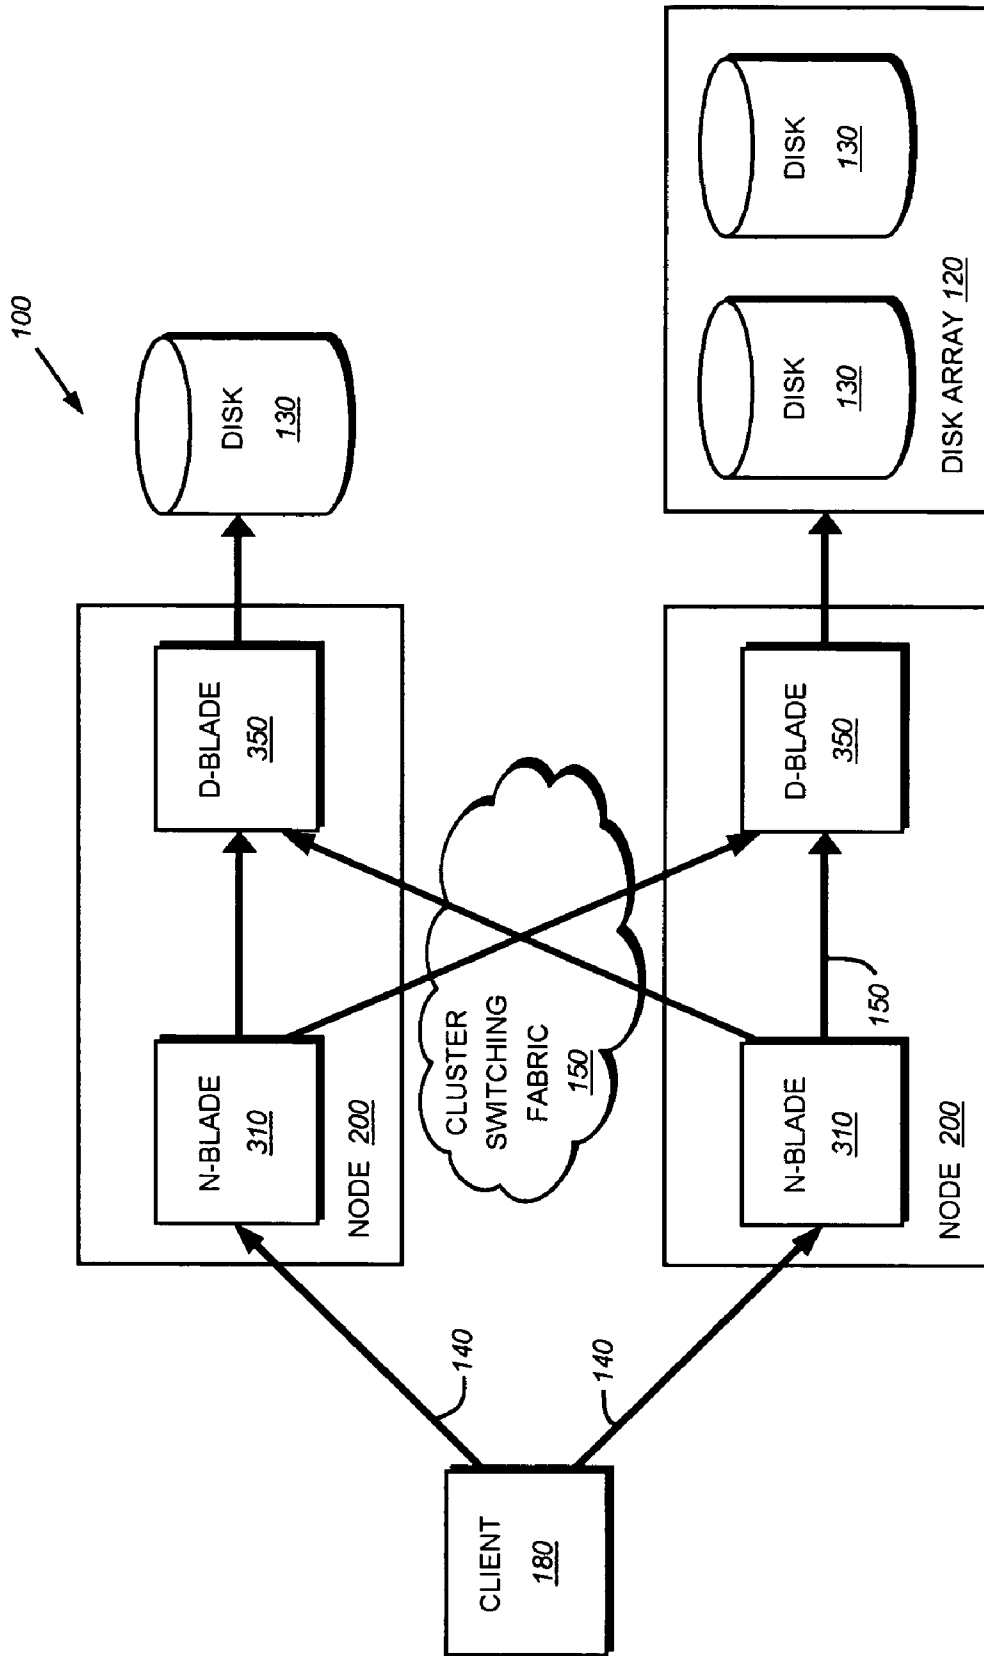 100
CLIENT
180
140
140
N-BLADE
310
D-BLADE
350
NODE 200
DISK
130
CLUSTER
SWITCHING
FABRIC
150
N-BLADE
310
150
D-BLADE
350
NODE 200
DISK
130
DISK
130
DISK ARRAY 120